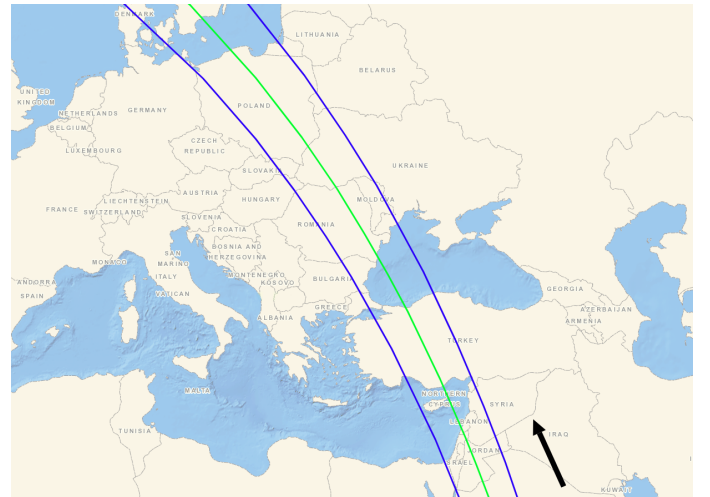 DENMARK
LITHUANIA
BELARUS
UNITED
KINGDOM
NETHERLANDS
BELGIUM
GERMANY
POLAND
LUXEMBOURG
CZECH
REPUBLIC
SLOVAKIA
UKRAINE
LIECHTENSTEIN
AUSTRIA
HUNGARY
MOLDOVA
FRANCE
SWITZERLAND
SLOVENIA
CROATIA
ROMANIA
BOSNIA AND
HERZEGOVINA
SAN
MARINO
MONACO
ITALY
MONTENEGRO
KOSOVO
BULGARIA
ANDORRA
SPAIN
VATICAN
GEORGIA
ALBANIA
GREECE
AZERBAIJAN
ARMENIA
TURKEY
MALTA
NORTHERN
CYPRUS
SYRIA
LEBANON
TUNISIA
IRAQ
JORDAN
ISRAEL
KUWAIT